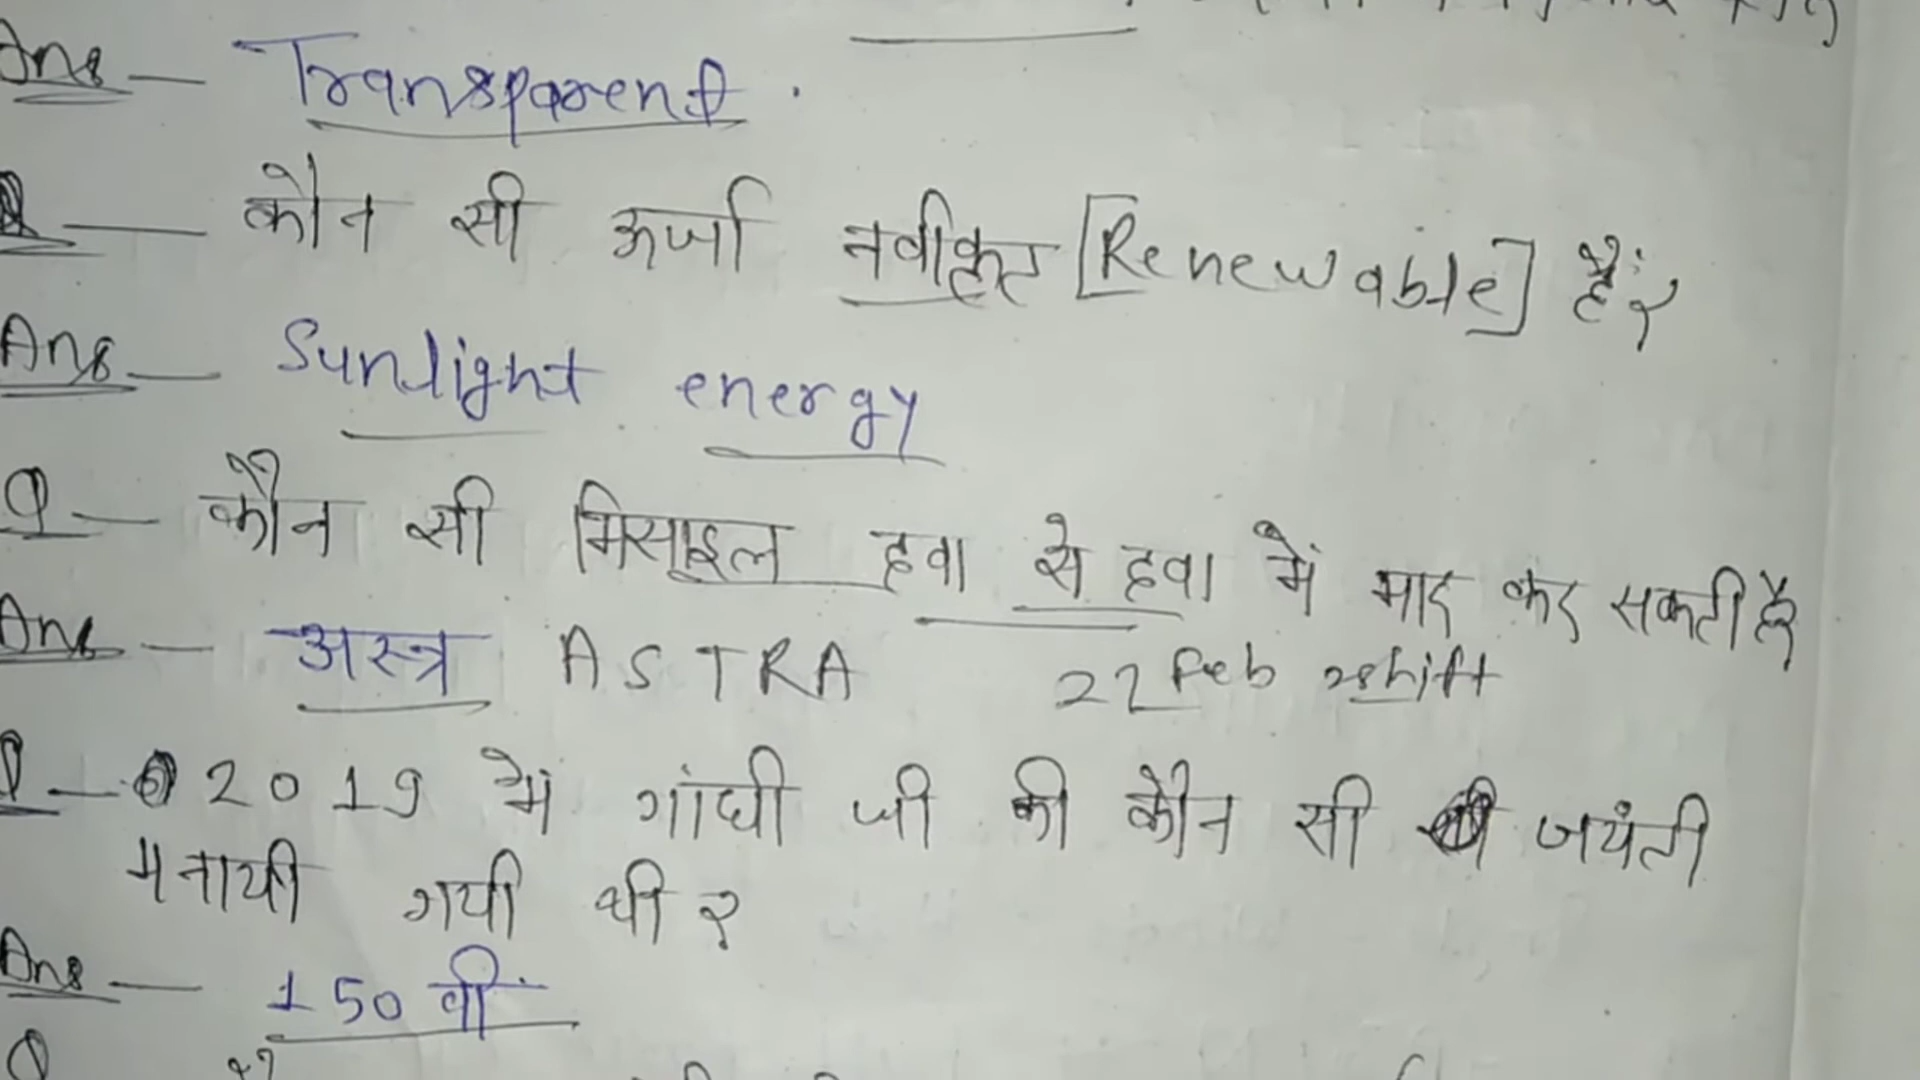 Ans - Transparent.
Q - कौन सी ऊर्जा नवीकृत [Renewable] हैं?
Ans - Sunlight energy
Q - कौन सी मिसाइल हवा से हवा में मार कर सकती है
Ans - अस्त्र ASTRA 22 Feb 2shift
Q - 2019 में गांधी जी की कौन सी जयंती
मनायी गयी थी ?
Ans - 150 वीं
Q